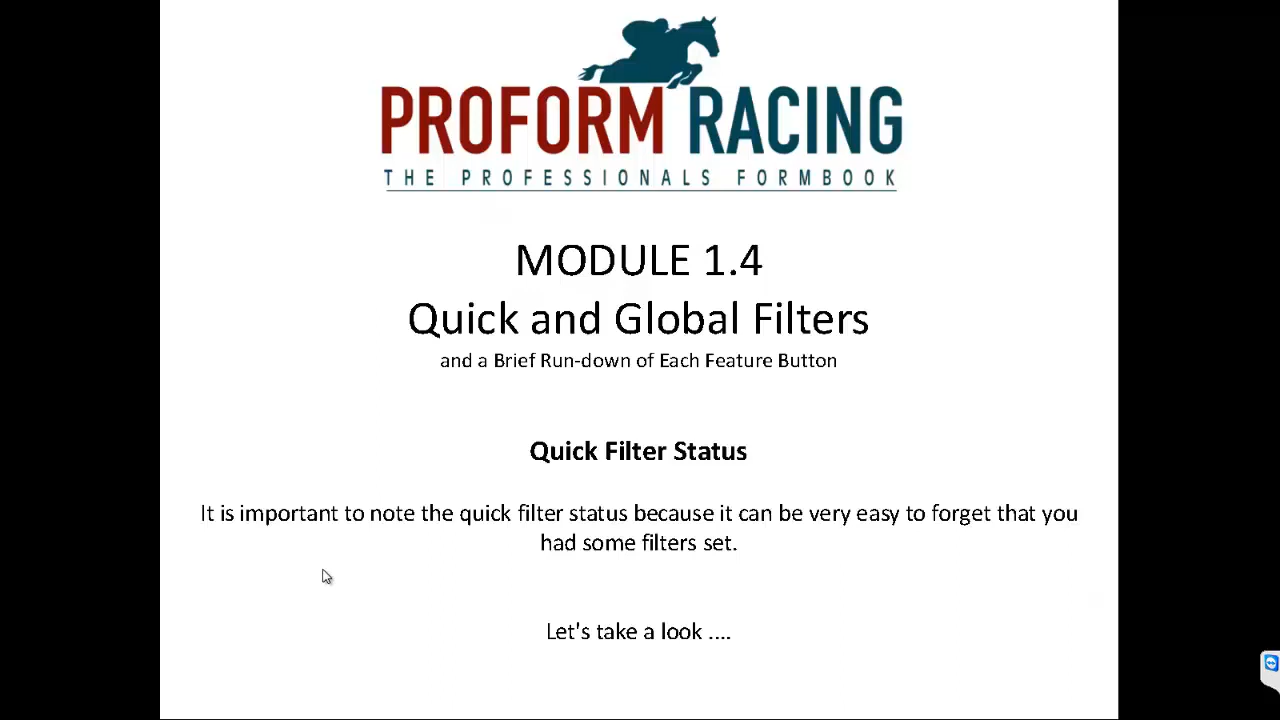 PROFORM RACING
THE PROFESSIONALS FORMBOOK
MODULE 1.4
Quick and Global Filters
and a Brief Run-down of Each Feature Button
Quick Filter Status
It is important to note the quick filter status because it can be very easy to forget that you
had some filters set.
Let's take a look ....